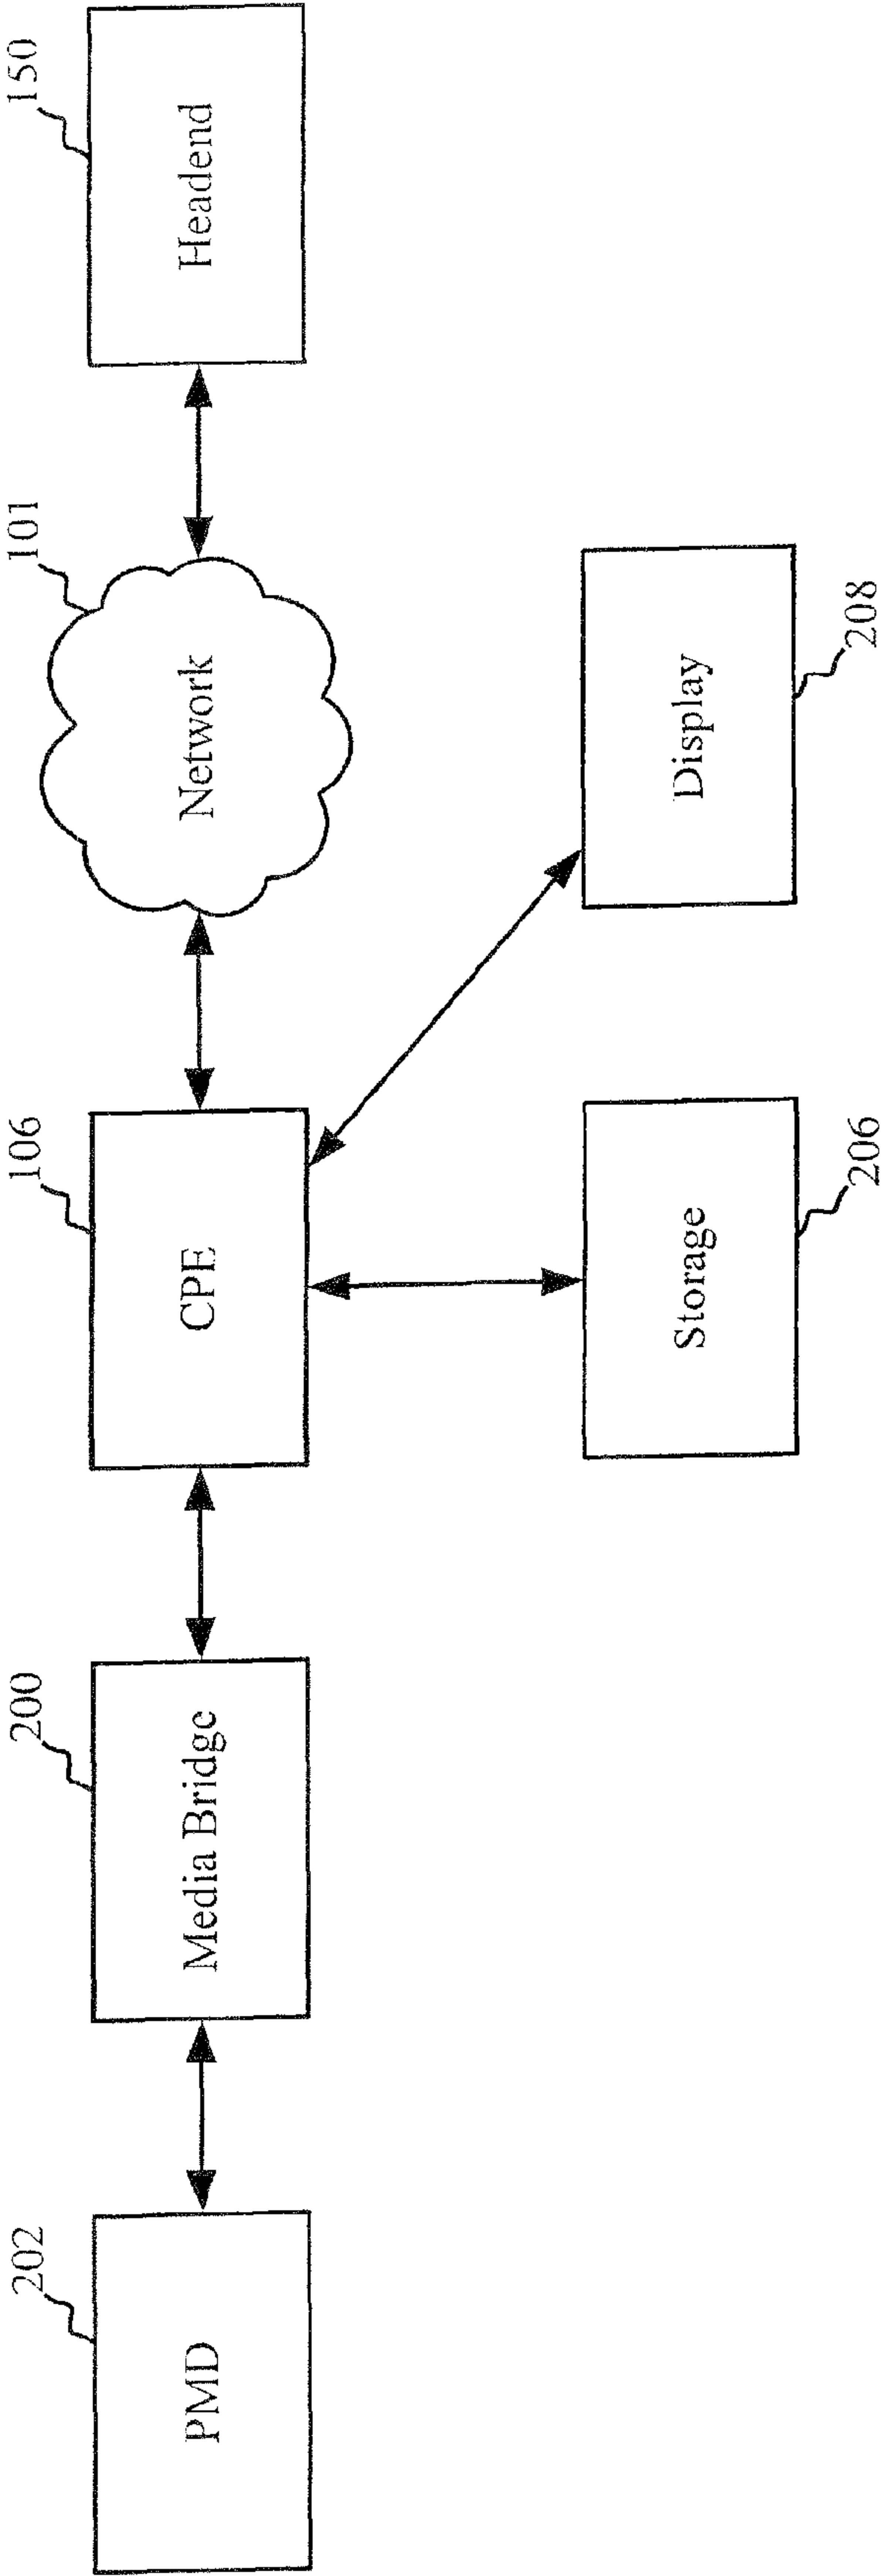 202
PMD
200
Media Bridge
106
CPE
101
Network
150
Headend
Storage
206
Display
208